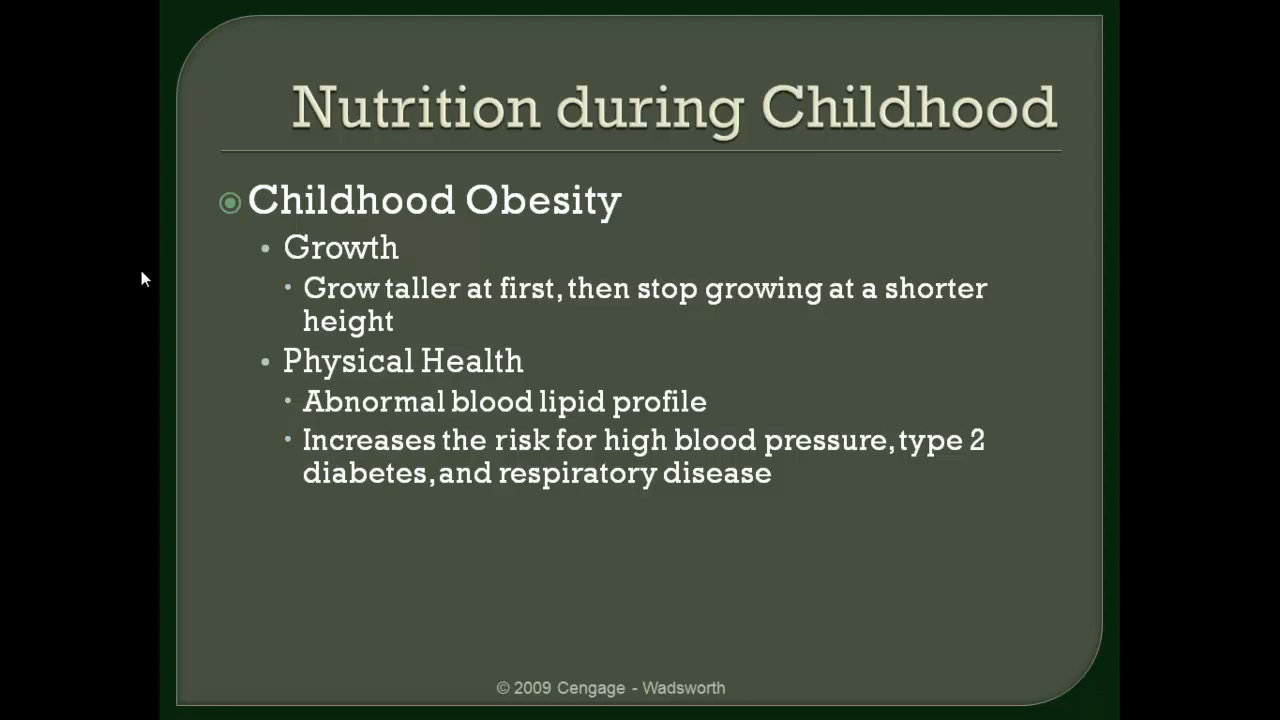 Nutrition during Childhood
Childhood Obesity
Growth
Grow taller at first, then stop growing at a shorter
height
Physical Health
Abnormal blood lipid profile
Increases the risk for high blood pressure, type 2
diabetes, and respiratory disease
© 2009 Cengage - Wadsworth